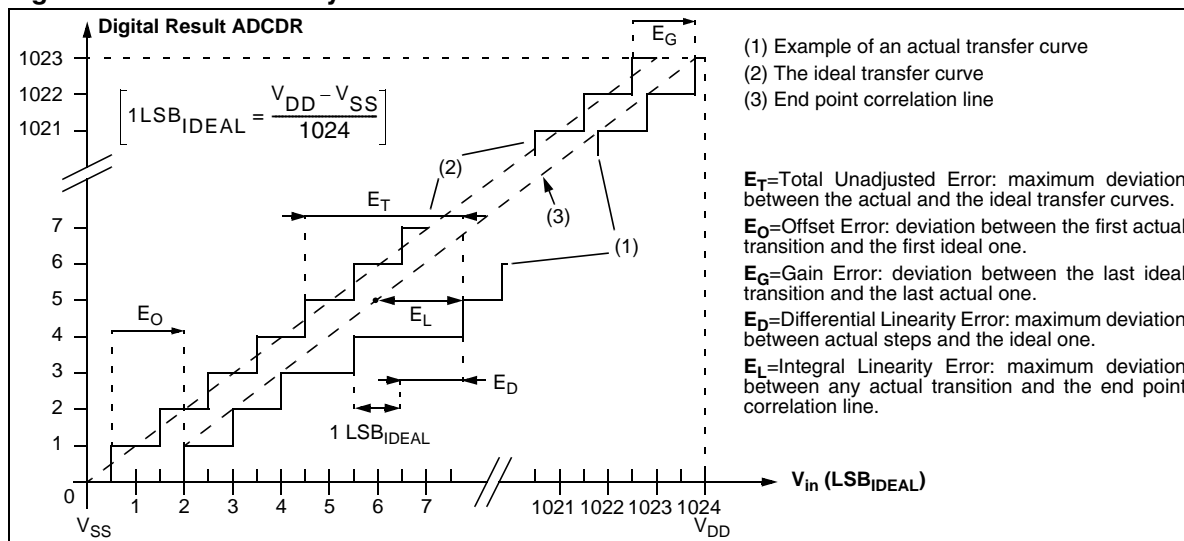 Digital Result ADCDR
E_G
1023
1022
1021
[1LSB_IDEAL = (V_DD – V_SS) / 1024]
(2)
E_T
(3)
7
6
5
4
3
2
1
0
(1)
E_O
E_L
E_D
1 LSB_IDEAL
1 2 3 4 5 6 7 1021 1022 1023 1024
V_in (LSB_IDEAL)
V_SS
V_DD
(1) Example of an actual transfer curve
(2) The ideal transfer curve
(3) End point correlation line
E_T=Total Unadjusted Error: maximum deviation
between the actual and the ideal transfer curves.
E_O=Offset Error: deviation between the first actual
transition and the first ideal one.
E_G=Gain Error: deviation between the last ideal
transition and the last actual one.
E_D=Differential Linearity Error: maximum deviation
between actual steps and the ideal one.
E_L=Integral Linearity Error: maximum deviation
between any actual transition and the end point
correlation line.